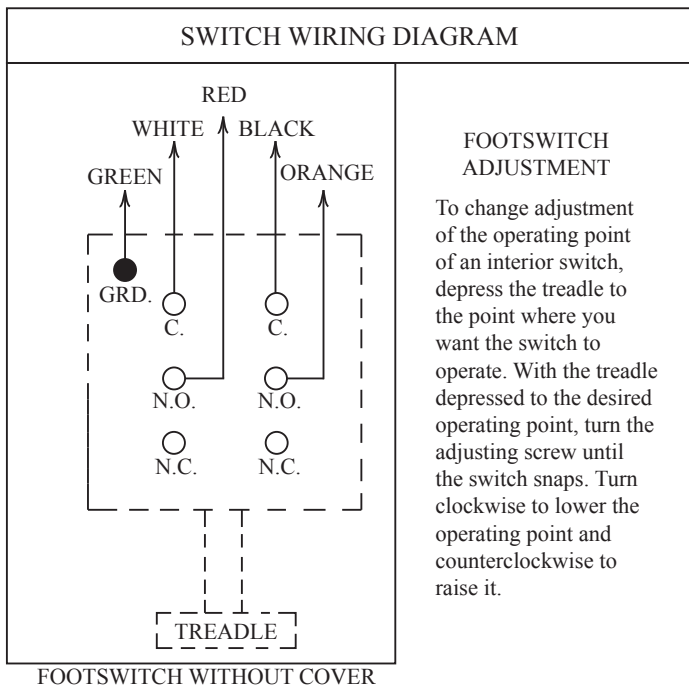 SWITCH WIRING DIAGRAM
RED
WHITE
BLACK
GREEN
ORANGE
GRD.
C.
C.
N.O.
N.O.
N.C.
N.C.
TREADLE
FOOTSWITCH WITHOUT COVER
FOOTSWITCH
ADJUSTMENT
To change adjustment
of the operating point
of an interior switch,
depress the treadle to
the point where you
want the switch to
operate. With the treadle
depressed to the desired
operating point, turn the
adjusting screw until
the switch snaps. Turn
clockwise to lower the
operating point and
counterclockwise to
raise it.